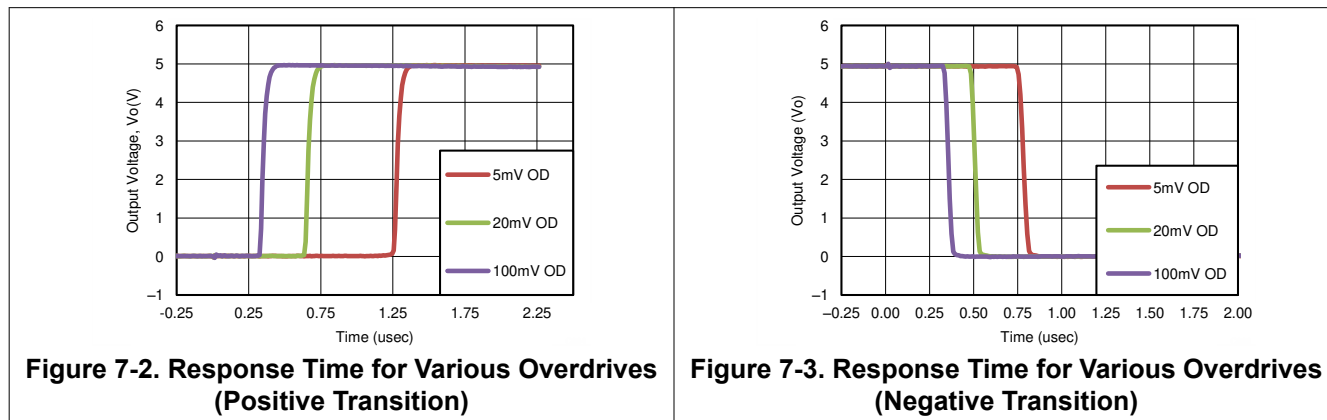 6
5
4
3
2
1
0
–1
Output Voltage, Vo(V)
-0.25 0.25 0.75 1.25 1.75 2.25
Time (usec)
5mV OD
20mV OD
100mV OD
Figure 7-2. Response Time for Various Overdrives
(Positive Transition)
6
5
4
3
2
1
0
–1
Output Voltage (Vo)
–0.25 0.00 0.25 0.50 0.75 1.00 1.25 1.50 1.75 2.00
Time (usec)
5mV OD
20mV OD
100mV OD
Figure 7-3. Response Time for Various Overdrives
(Negative Transition)